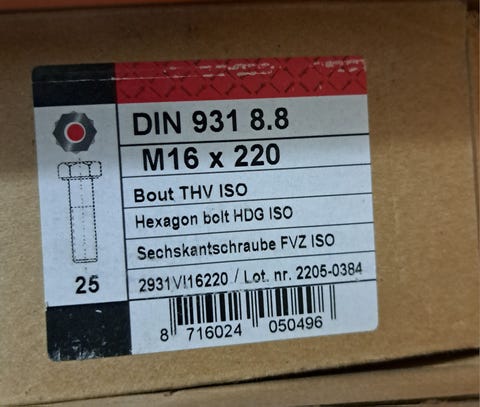 DIN 931 8.8
M16 x 220
Bout THV ISO
Hexagon bolt HDG ISO
Sechskantschraube FVZ ISO
25
2931VI16220 / Lot. nr. 2205-0384
8 716024 050496